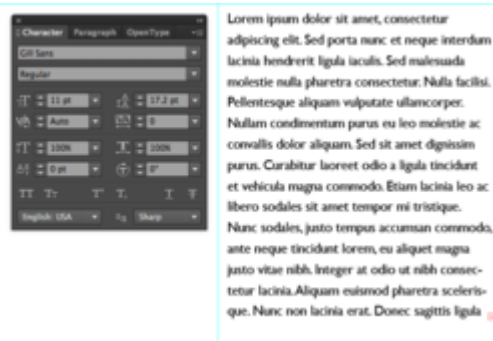 Character Paragraph OpenType
Gill Sans
Regular
11 pt 17.2 pt
Auto 0
100% 100%
0 pt 0°
TT Tt T T, T T
English: USA Sharp
Lorem ipsum dolor sit amet, consectetur
adipiscing elit. Sed porta nunc et neque interdum
lacinia hendrerit ligula iaculis. Sed malesuada
molestie nulla pharetra consectetur. Nulla facilisi.
Pellentesque aliquam vulputate ullamcorper.
Nullam condimentum purus eu leo molestie ac
convallis dolor aliquam. Sed sit amet dignissim
purus. Curabitur laoreet odio a ligula tincidunt
et vehicula magna commodo. Etiam lacinia leo ac
libero sodales sit amet tempor mi tristique.
Nunc sodales, justo tempus accumsan commodo,
ante neque tincidunt lorem, eu aliquet magna
justo vitae nibh. Integer at odio ut nibh consec-
tetur lacinia. Aliquam euismod pharetra sceleris-
que. Nunc non lacinia erat. Donec sagittis ligula